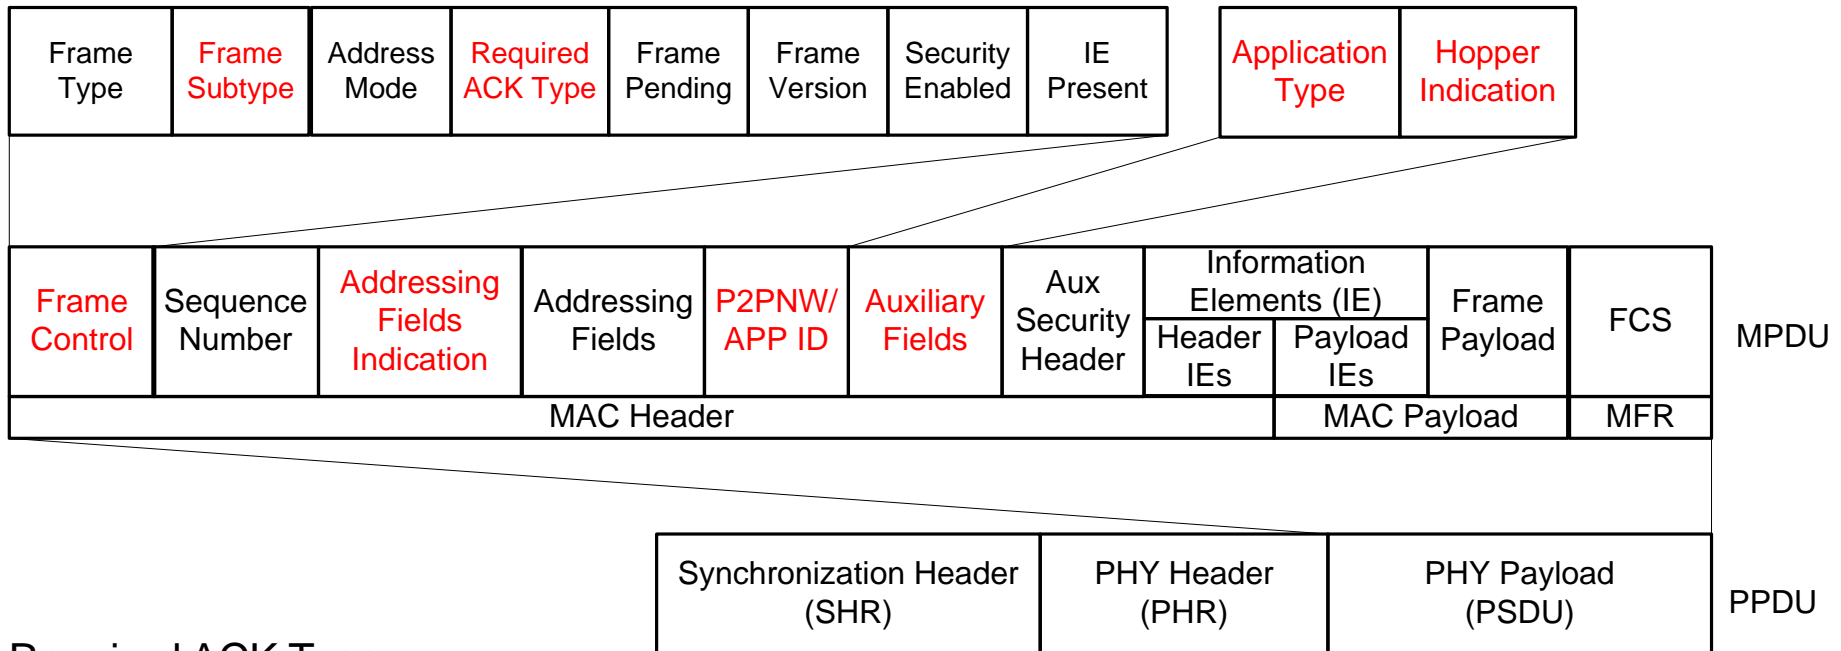 Frame Type
Frame Subtype
Address Mode
Required ACK Type
Frame Pending
Frame Version
Security Enabled
IE Present
Application Type
Hopper Indication
Frame Control
Sequence Number
Addressing Fields Indication
Addressing Fields
P2PNW/ APP ID
Auxiliary Fields
Aux Security Header
Information Elements (IE)
Header IEs
Payload IEs
Frame Payload
FCS
MPDU
MAC Header
MAC Payload
MFR
Synchronization Header (SHR)
PHY Header (PHR)
PHY Payload (PSDU)
PPDU